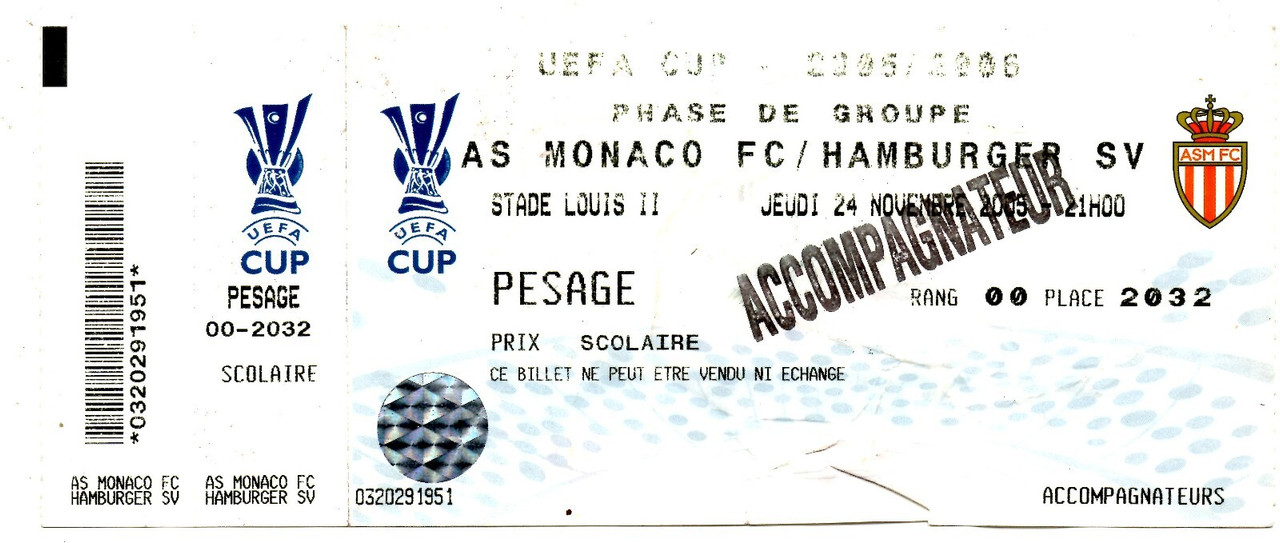 *0320291951*
AS MONACO FC
HAMBURGER SV
UEFA
CUP
PESAGE
00-2032
SCOLAIRE
AS MONACO FC
HAMBURGER SV
UEFA CUP - 2005/2006
PHASE DE GROUPE
AS MONACO FC/HAMBURGER SV
STADE LOUIS II JEUDI 24 NOVEMBRE 2005 - 21H00
ASM FC
UEFA
CUP
ACCOMPAGNATEUR
PESAGE RANG 00 PLACE 2032
PRIX SCOLAIRE
CE BILLET NE PEUT ETRE VENDU NI ECHANGE
0320291951
ACCOMPAGNATEURS